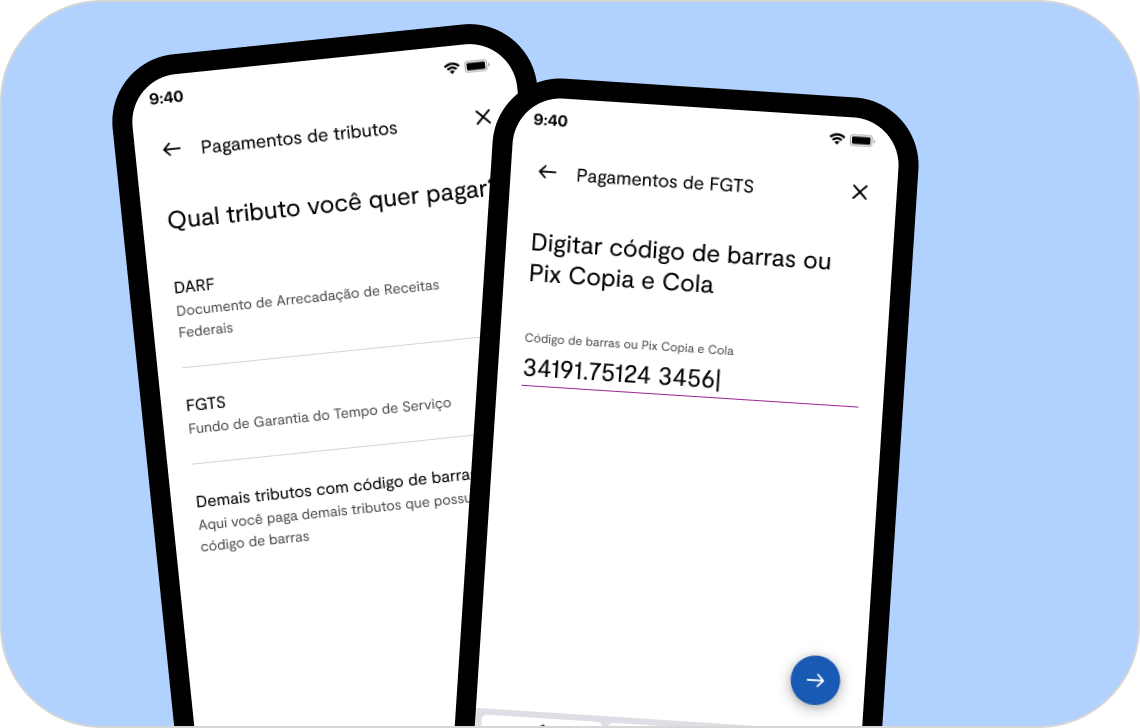 9:40
Pagamentos de tributos
Qual tributo você quer pagar?
DARF
Documento de Arrecadação de Receitas
Federais
FGTS
Fundo de Garantia do Tempo de Serviço
Demais tributos com código de barras
Aqui você paga demais tributos que
código de barras
9:40
Pagamentos de FGTS
Digitar código de barras ou
Pix Copia e Cola
Código de barras ou Pix Copia e Cola
34191.75124 3456